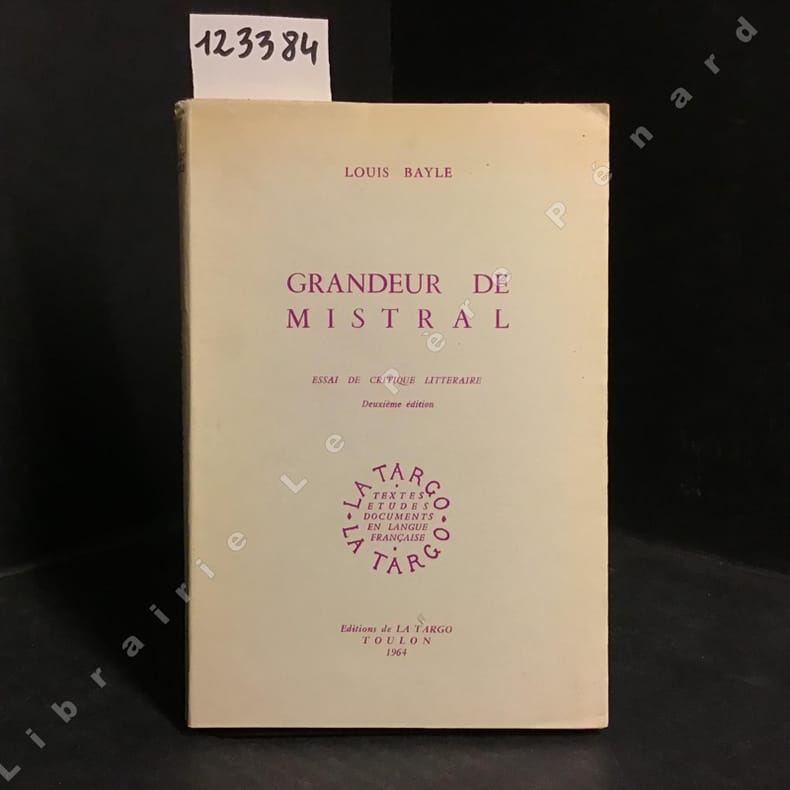 123384
LOUIS BAYLE
GRANDEUR DE
MISTRAL
ESSAI DE CRITIQUE LITTERAIRE
Deuxième édition
LA TARGO
TEXTES
ETUDES
DOCUMENTS
EN LANGUE
FRANÇAISE
LA TARGO
Editions de LA TARGO
TOULON
1964
Librairie Le Père Pénard